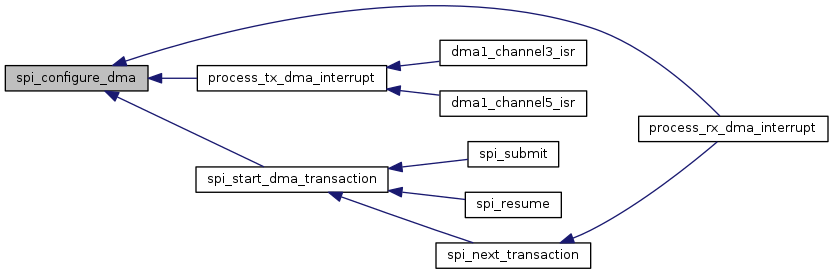 spi_configure_dma
process_tx_dma_interrupt
dma1_channel3_isr
dma1_channel5_isr
process_rx_dma_interrupt
spi_start_dma_transaction
spi_submit
spi_resume
spi_next_transaction